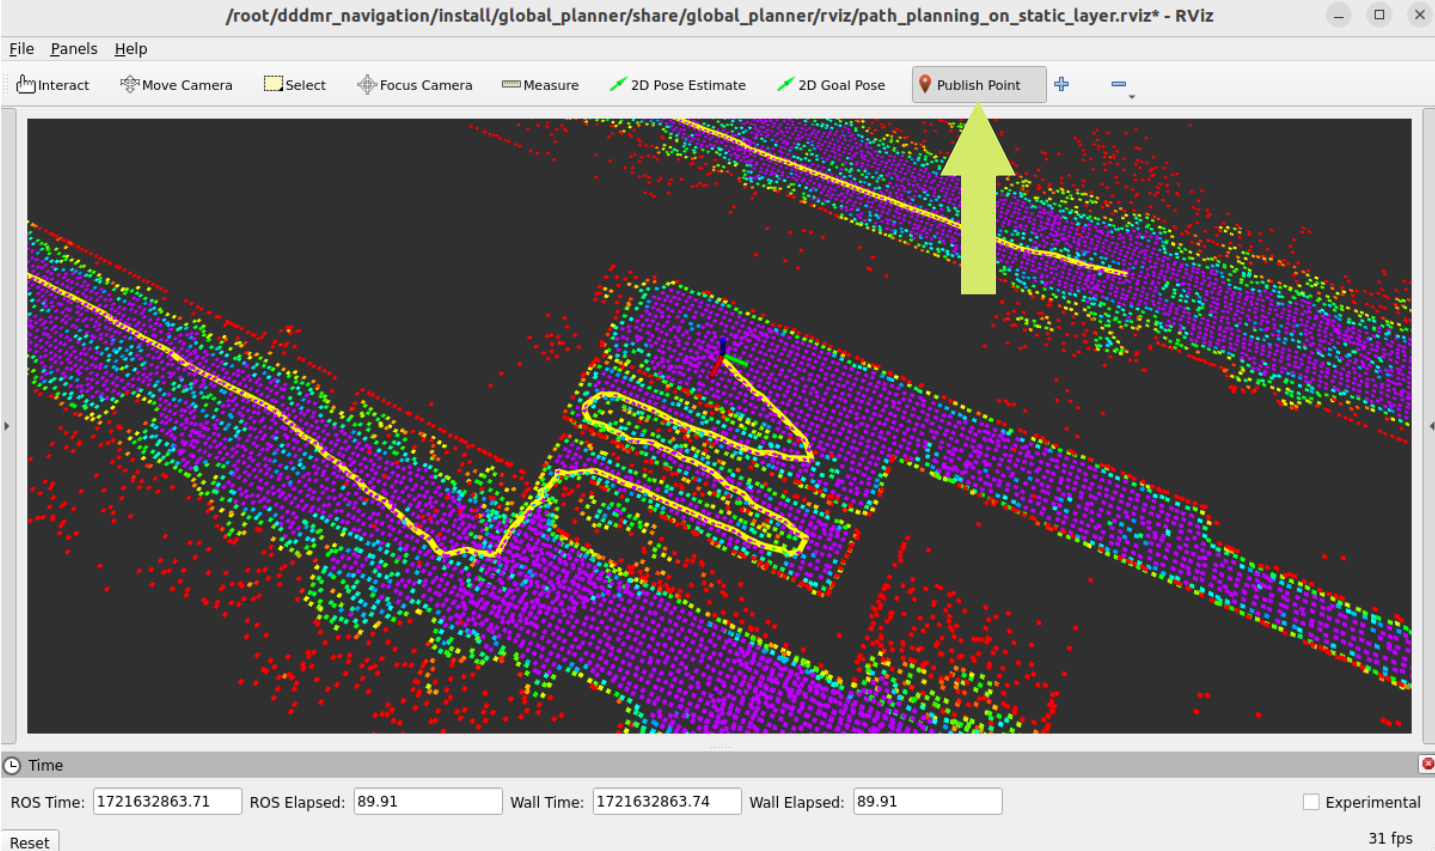 /root/dddmr_navigation/install/global_planner/share/global_planner/rviz/path_planning_on_static_layer.rviz* - RViz
File Panels Help
Interact Move Camera Select Focus Camera Measure 2D Pose Estimate 2D Goal Pose Publish Point
Time
ROS Time: 1721632863.71 ROS Elapsed: 89.91 Wall Time: 1721632863.74 Wall Elapsed: 89.91 Experimental
Reset 31 fps